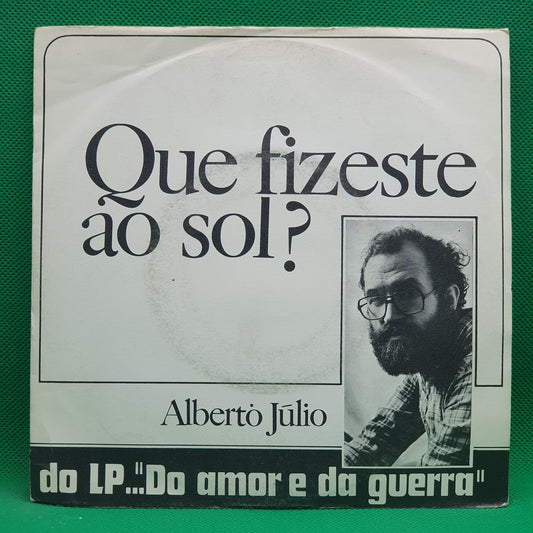 Que fizeste
ao sol?
Alberto Júlio
do LP..."Do amor e da guerra"